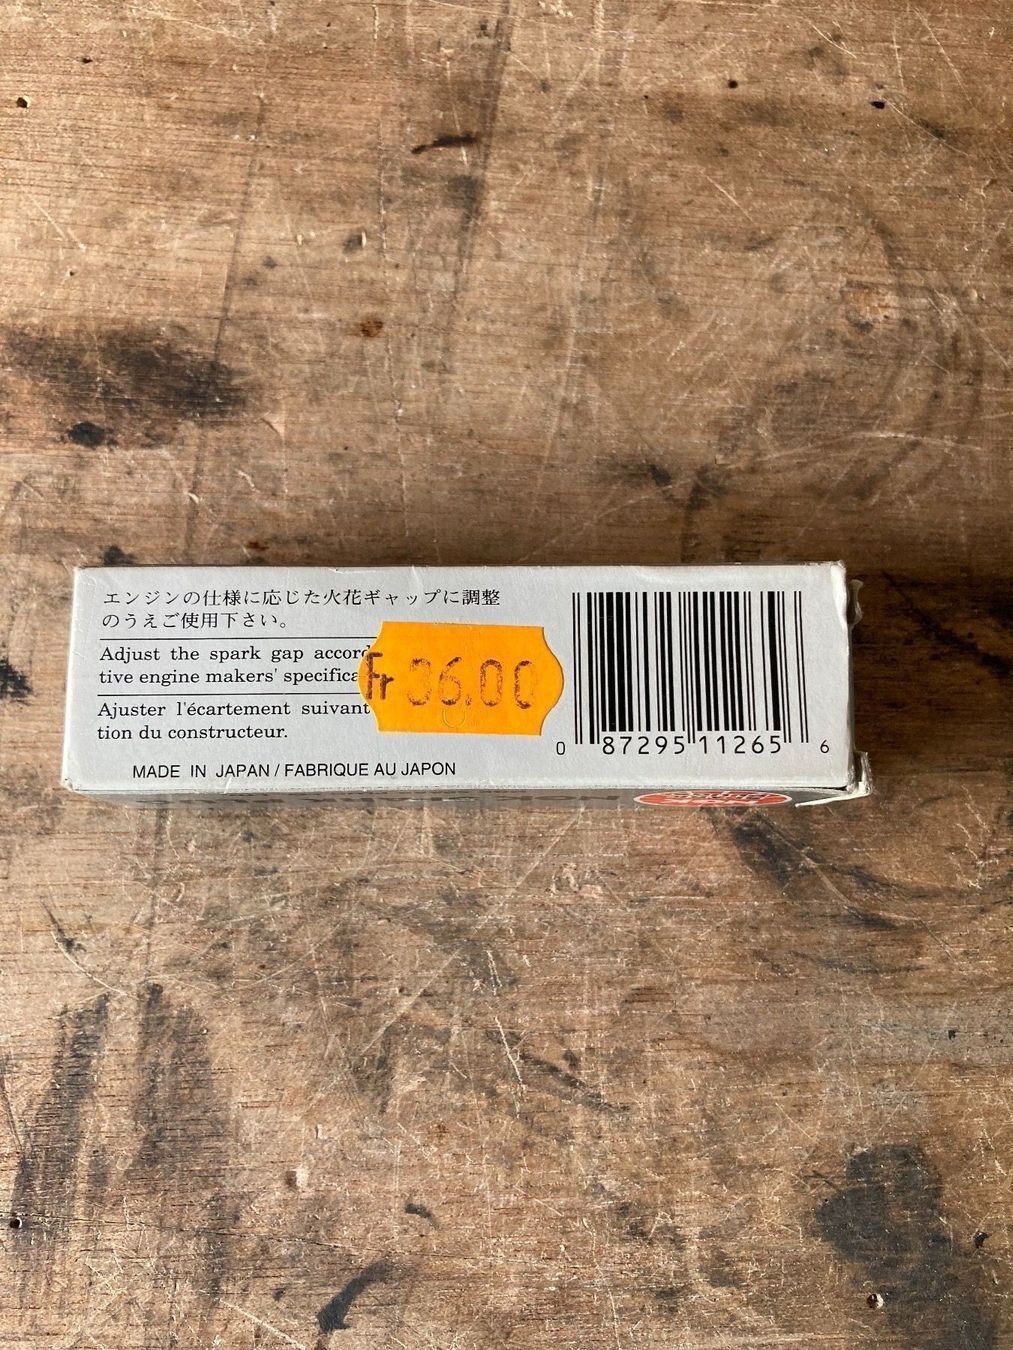 エンジンの仕様に応じた火花ギャップに調整
のうえご使用下さい。
Adjust the spark gap accord
tive engine makers' specifica
Ajuster l'écartement suivant
tion du constructeur.
MADE IN JAPAN / FABRIQUE AU JAPON
Fr 36.00
0 87295 11265 6